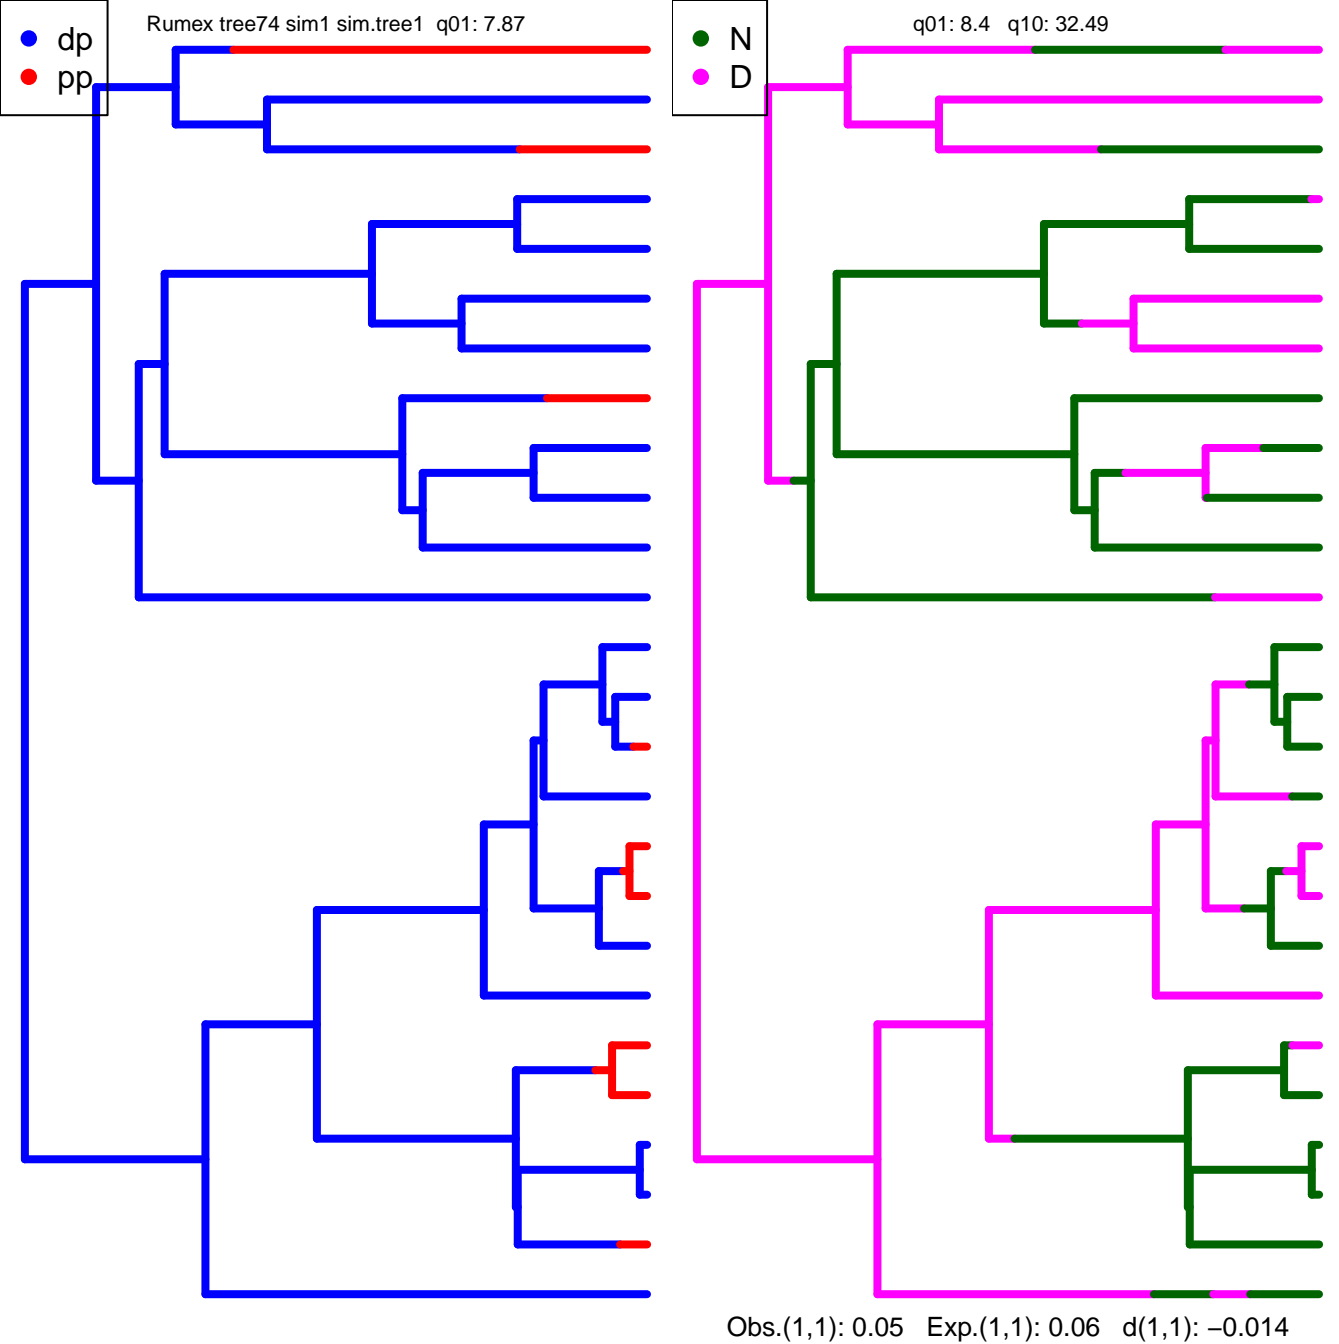 Rumex tree74 sim1 sim.tree1 q01: 7.87
dp
pp
q01: 8.4 q10: 32.49
N
D
Obs.(1,1): 0.05 Exp.(1,1): 0.06 d(1,1): −0.014